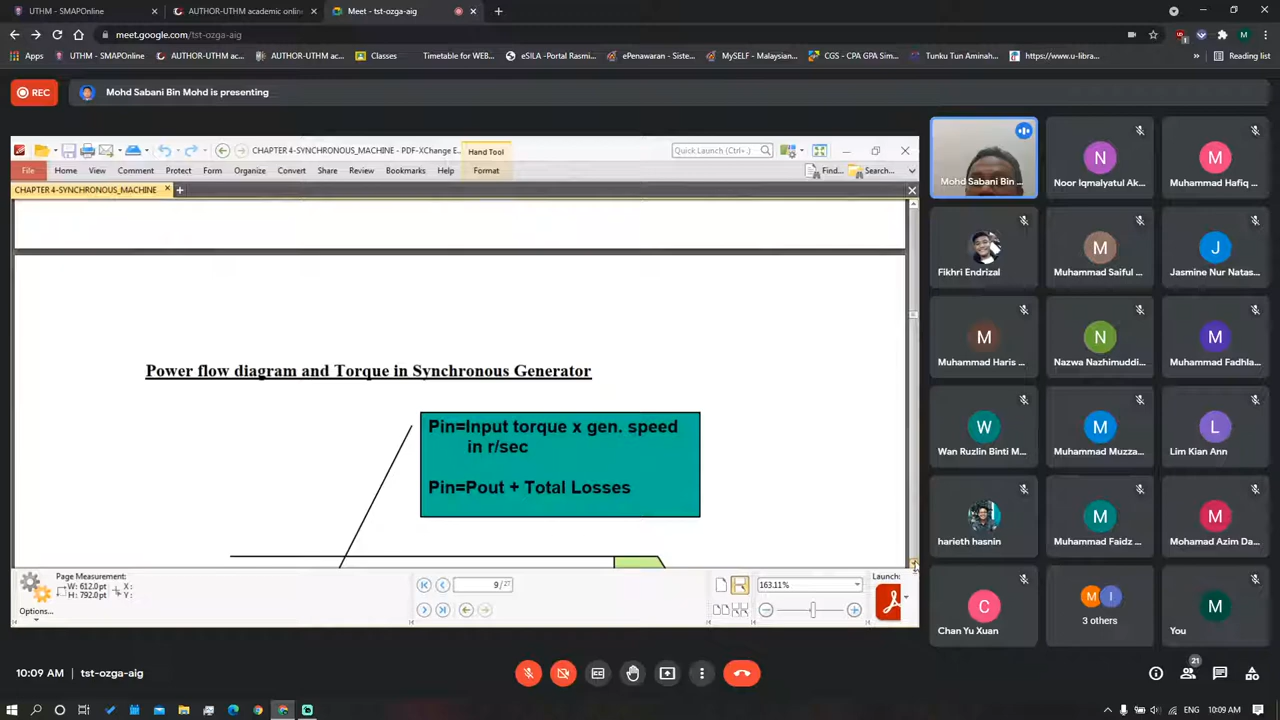 UTHM – SMAPOnline
AUTHOR-UTHM academic onlin
Meet – tst-ozga-aig
meet.google.com/tst-ozga-aig
Apps
UTHM - SMAPOnline
AUTHOR-UTHM ac...
AUTHOR-UTHM ac...
Classes
Timetable for WEB...
eSILA -Portal Rasmi...
ePenawaran - Siste...
MySELF - Malaysian...
CGS - CPA GPA Sim...
Tunku Tun Aminah...
https://www.u-libra...
Reading list
REC
Mohd Sabani Bin Mohd is presenting
CHAPTER 4-SYNCHRONOUS_MACHINE - PDF-XChange E...
Hand Tool
Quick Launch (Ctrl+.)
File Home View Comment Protect Form Organize Convert Share Review Bookmarks Help Format
Find...
Search...
CHAPTER 4-SYNCHRONOUS_MACHINE
Power flow diagram and Torque in Synchronous Generator
Pin=Input torque x gen. speed
in r/sec
Pin=Pout + Total Losses
Options...
Page Measurement:
W: 612.0pt
H: 792.0pt
X:
Y:
9 / 27
163.11%
Launch:
Mohd Sabani Bin ...
Noor Iqmalyatul Ak...
Muhammad Hafiq ...
Fikhri Endrizal
Muhammad Saiful ...
J
Jasmine Nur Natas...
Muhammad Haris ...
Nazwa Nazhimuddi...
Muhammad Fadhla...
Wan Ruzlin Binti M...
Muhammad Muzza...
Lim Kian Ann
harieth hasnin
Muhammad Faidz ...
Mohamad Azim Da...
Chan Yu Xuan
3 others
You
10:09 AM | tst-ozga-aig
21
ENG
10:09 AM